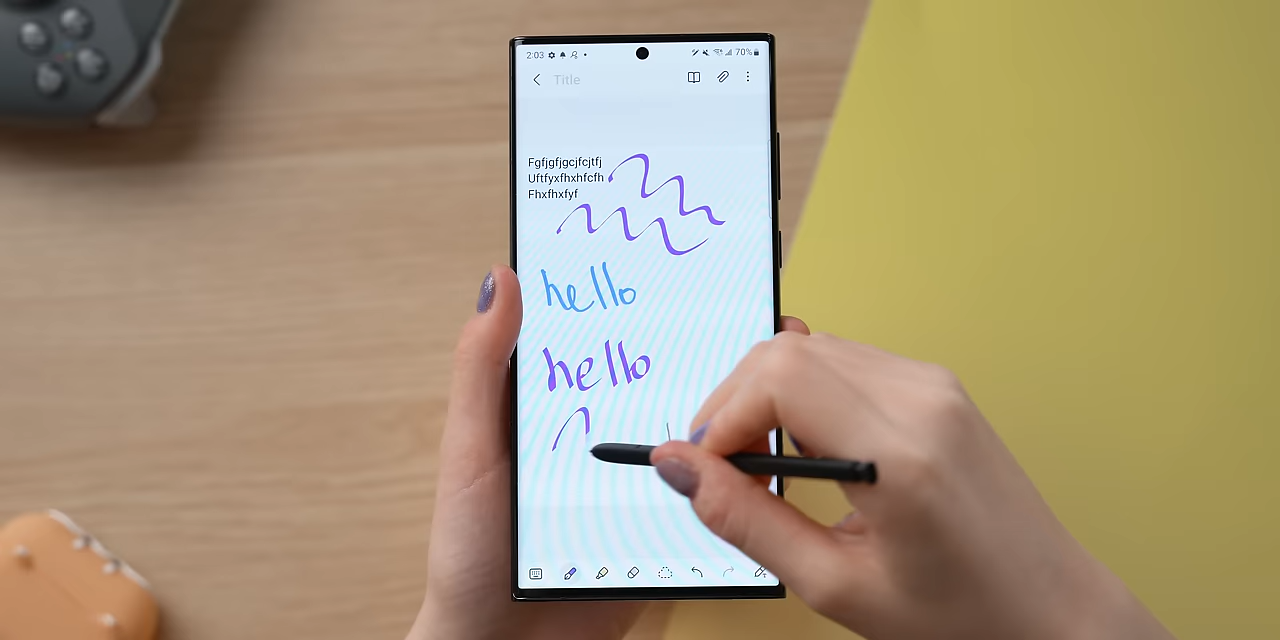 2:03 70%
Title
Fgfjgfjgcjfcjtfj
Uftfyxfhxhfcfh
Fhxfhxfyf
hello
hello